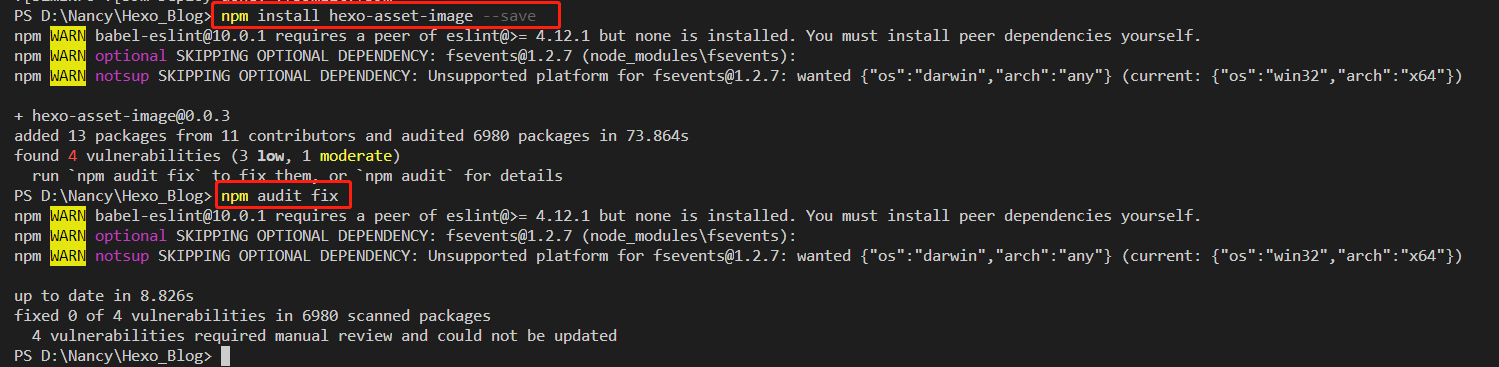 PS D:\Nancy\Hexo_Blog> npm install hexo-asset-image --save
npm WARN babel-eslint@10.0.1 requires a peer of eslint@>= 4.12.1 but none is installed. You must install peer dependencies yourself.
npm WARN optional SKIPPING OPTIONAL DEPENDENCY: fsevents@1.2.7 (node_modules\fsevents):
npm WARN notsup SKIPPING OPTIONAL DEPENDENCY: Unsupported platform for fsevents@1.2.7: wanted {"os":"darwin","arch":"any"} (current: {"os":"win32","arch":"x64"})
+ hexo-asset-image@0.0.3
added 13 packages from 11 contributors and audited 6980 packages in 73.864s
found 4 vulnerabilities (3 low, 1 moderate)
run `npm audit fix` to fix them, or `npm audit` for details
PS D:\Nancy\Hexo_Blog> npm audit fix
npm WARN babel-eslint@10.0.1 requires a peer of eslint@>= 4.12.1 but none is installed. You must install peer dependencies yourself.
npm WARN optional SKIPPING OPTIONAL DEPENDENCY: fsevents@1.2.7 (node_modules\fsevents):
npm WARN notsup SKIPPING OPTIONAL DEPENDENCY: Unsupported platform for fsevents@1.2.7: wanted {"os":"darwin","arch":"any"} (current: {"os":"win32","arch":"x64"})
up to date in 8.826s
fixed 0 of 4 vulnerabilities in 6980 scanned packages
4 vulnerabilities required manual review and could not be updated
PS D:\Nancy\Hexo_Blog>